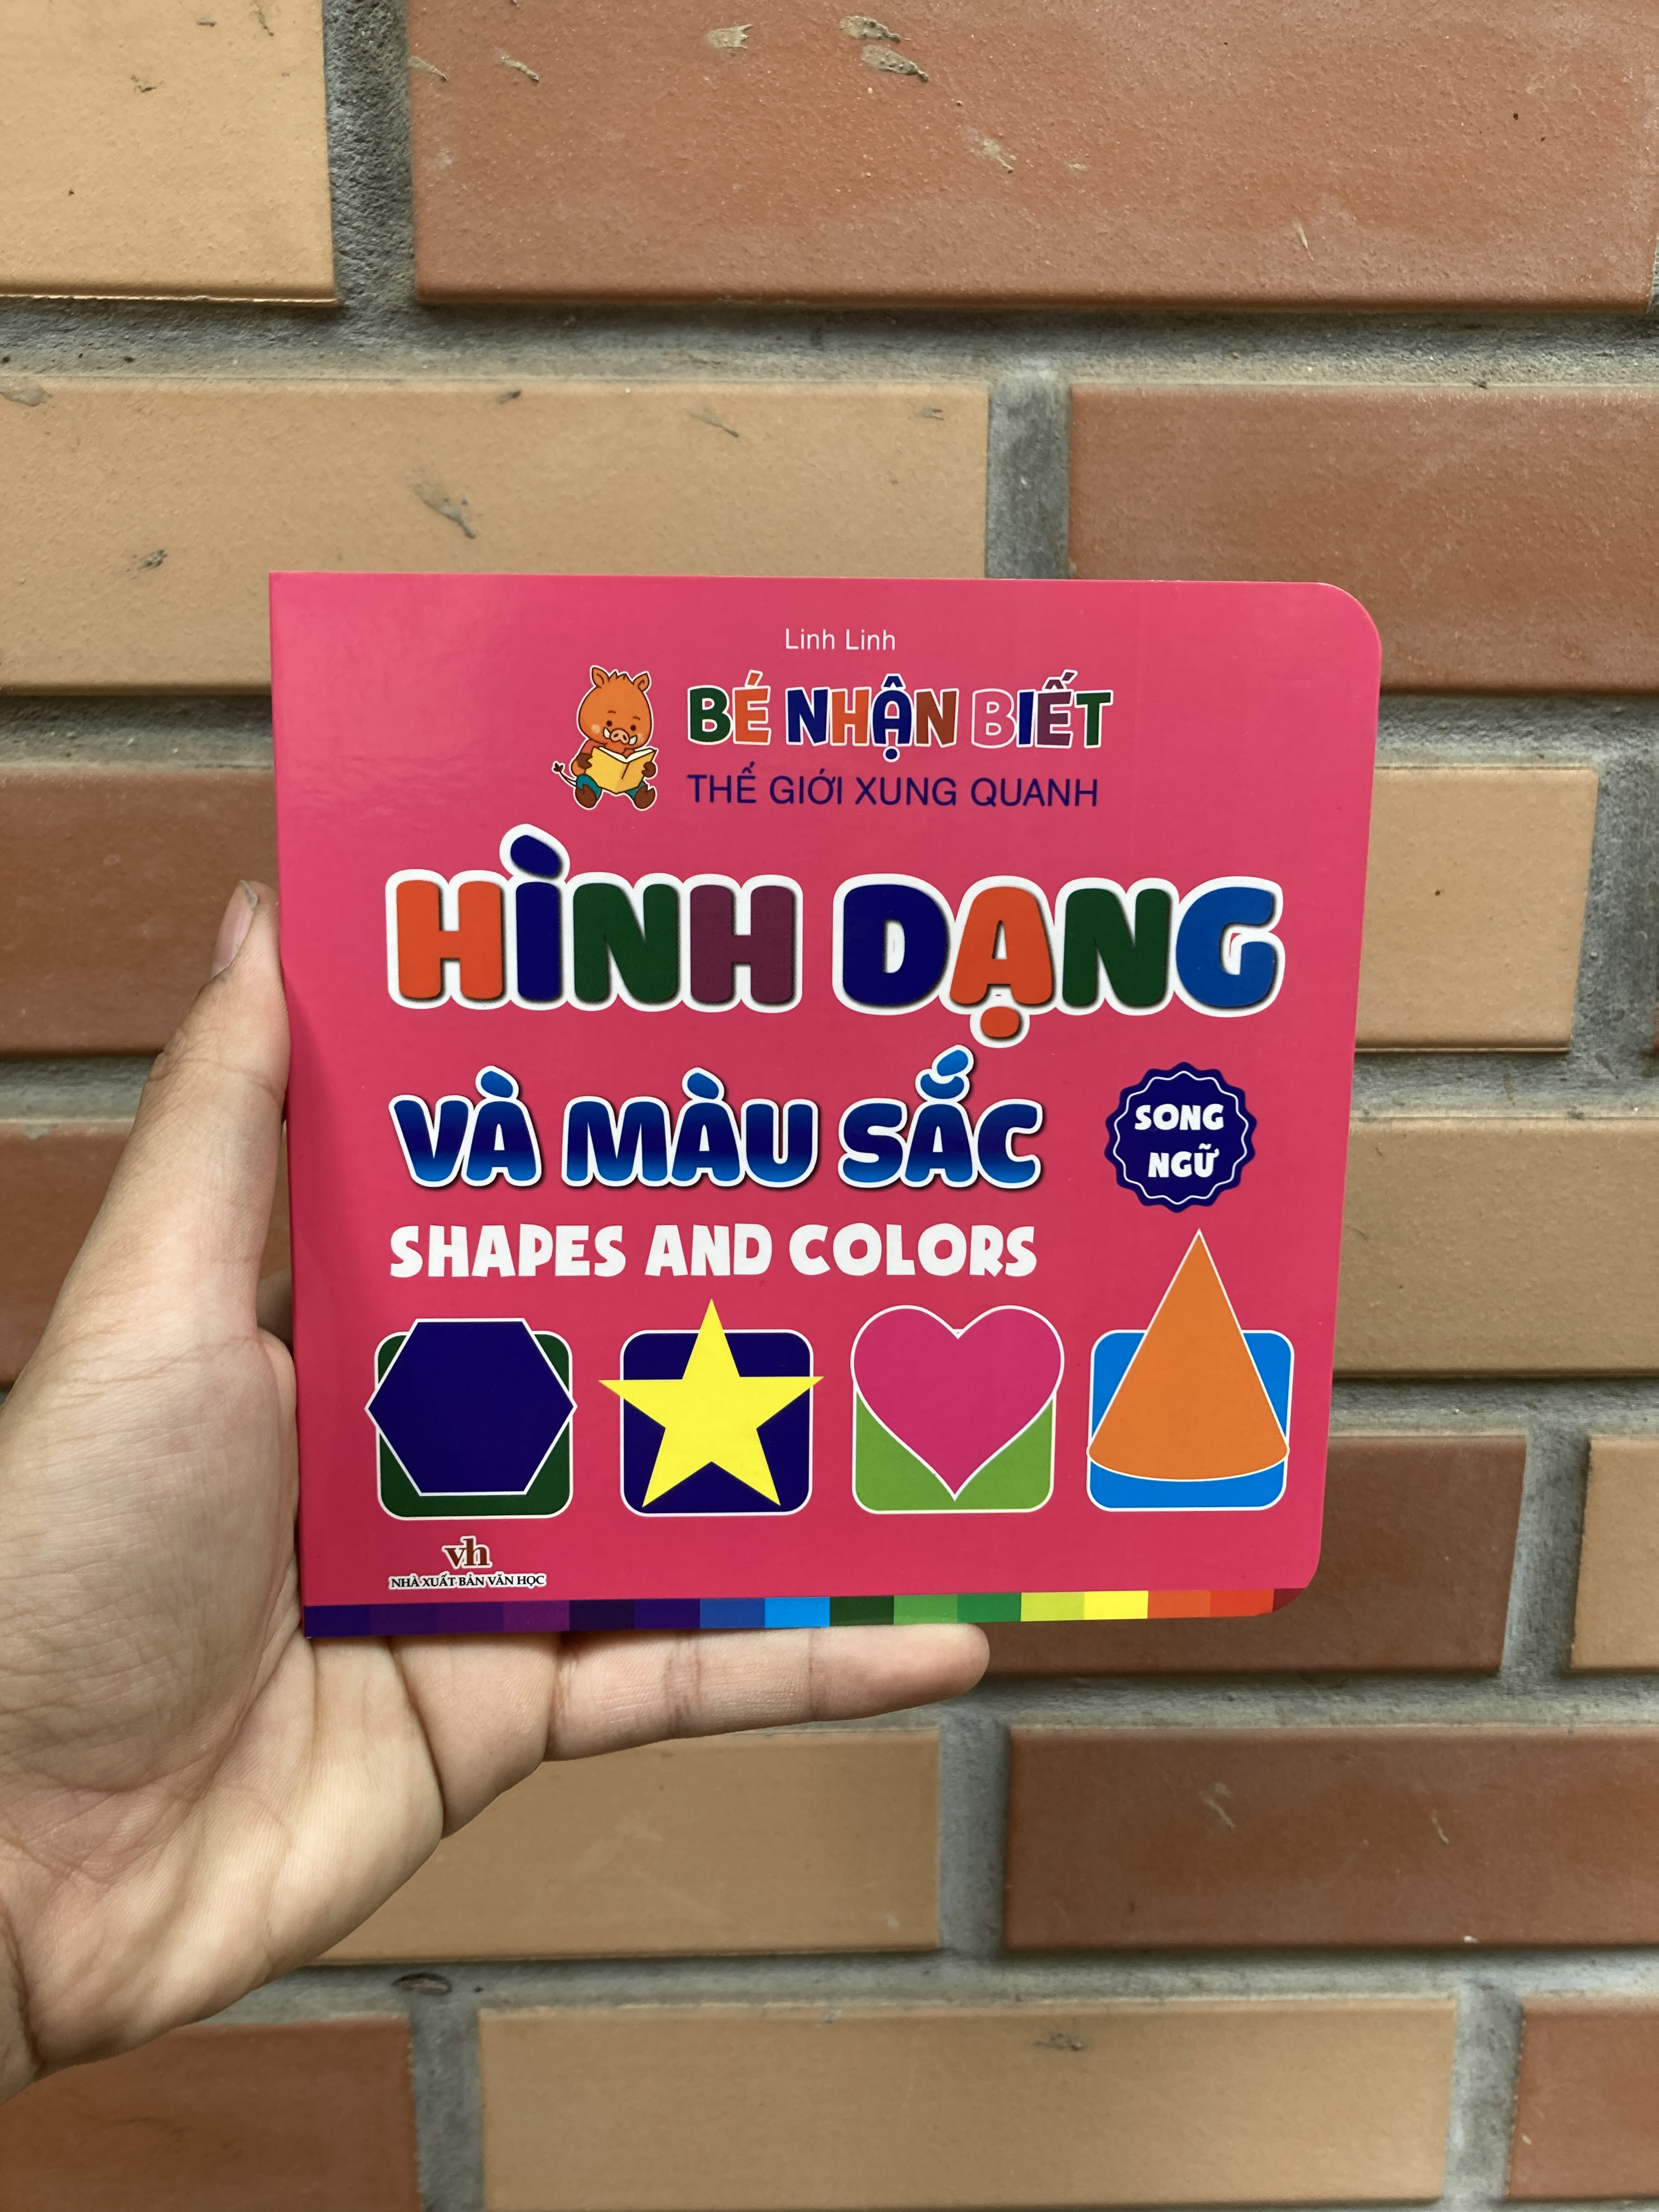 Linh Linh
BÉ NHẬN BIẾT
THẾ GIỚI XUNG QUANH
HÌNH DẠNG
VÀ MÀU SẮC
SONG
NGỮ
SHAPES AND COLORS
vh
NHÀ XUẤT BẢN VĂN HỌC